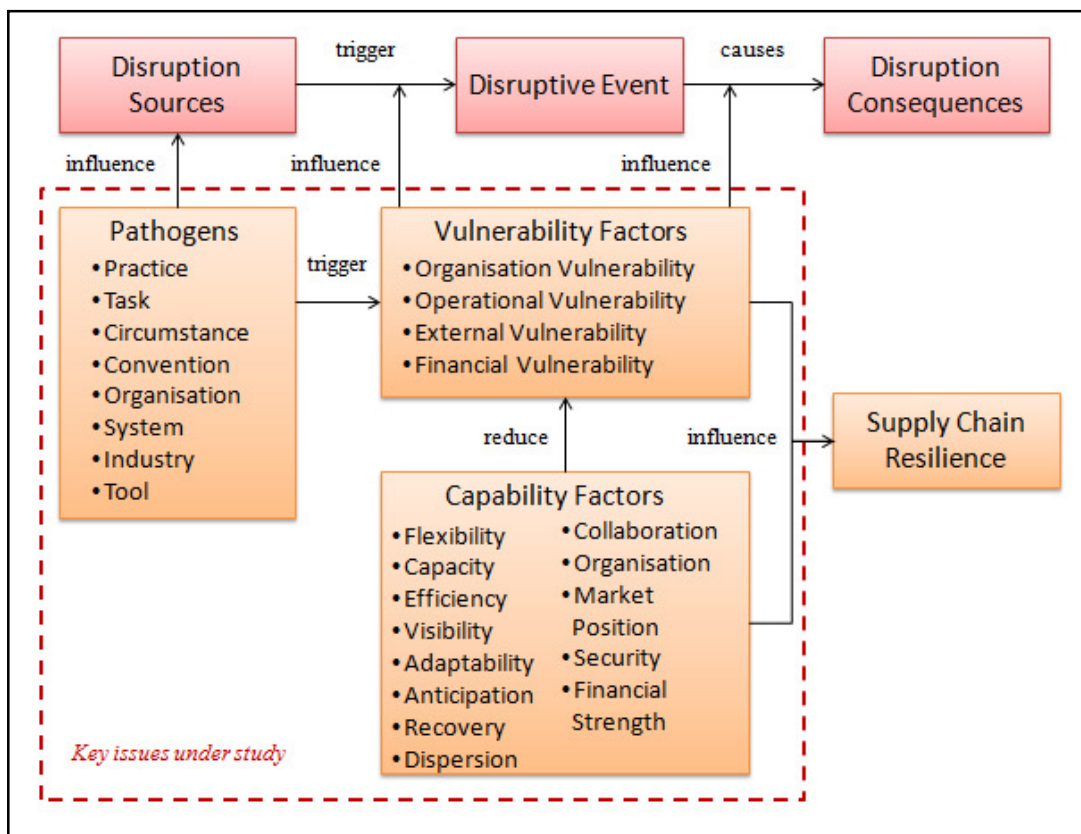 trigger
causes
Disruption
Sources
Disruptive Event
Disruption
Consequences
influence
influence
influence
Pathogens
•Practice
•Task
•Circumstance
•Convention
•Organisation
•System
•Industry
•Tool
trigger
Vulnerability Factors
•Organisation Vulnerability
•Operational Vulnerability
•External Vulnerability
•Financial Vulnerability
reduce
influence
Supply Chain
Resilience
Capability Factors
•Flexibility
•Capacity
•Efficiency
•Visibility
•Adaptability
•Anticipation
•Recovery
•Dispersion
•Collaboration
•Organisation
•Market
Position
•Security
•Financial
Strength
Key issues under study